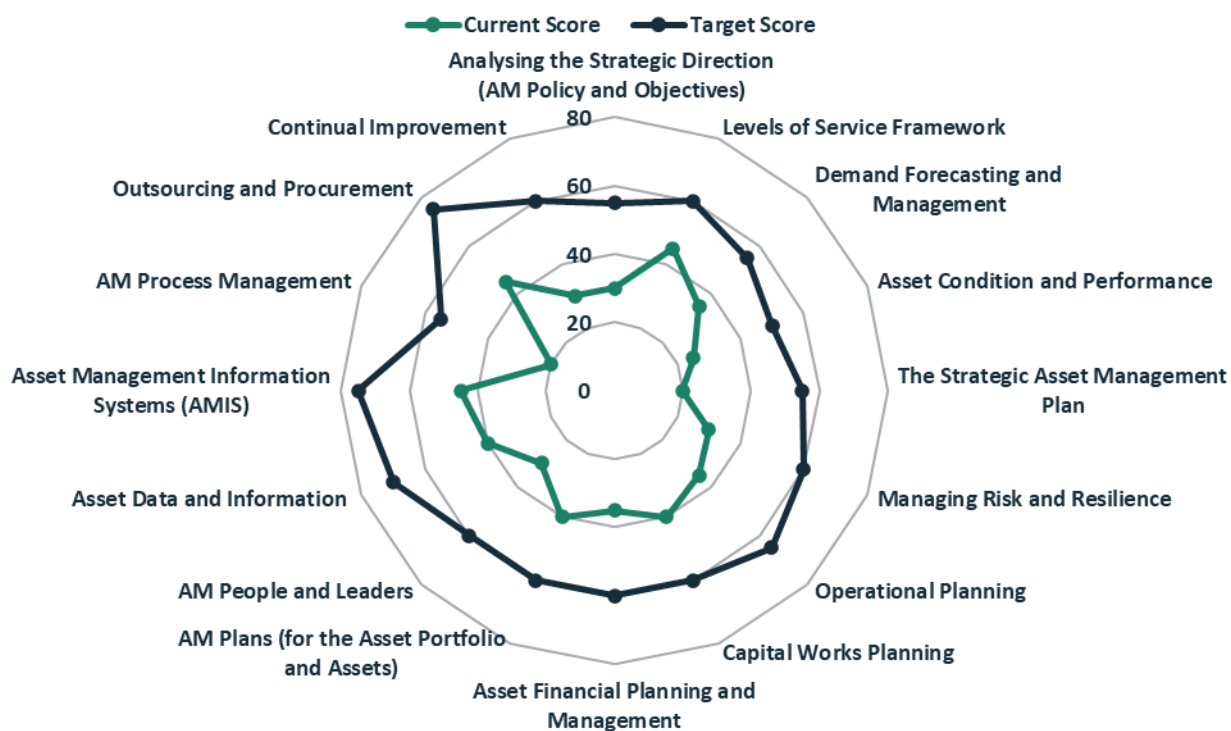 Current Score
Target Score
Analysing the Strategic Direction
(AM Policy and Objectives)
80
Continual Improvement
Levels of Service Framework
Outsourcing and Procurement
Demand Forecasting and
Management
60
40
AM Process Management
Asset Condition and Performance
20
Asset Management Information
Systems (AMIS)
0
The Strategic Asset Management
Plan
Asset Data and Information
Managing Risk and Resilience
AM People and Leaders
Operational Planning
AM Plans (for the Asset Portfolio
and Assets)
Capital Works Planning
Asset Financial Planning and
Management